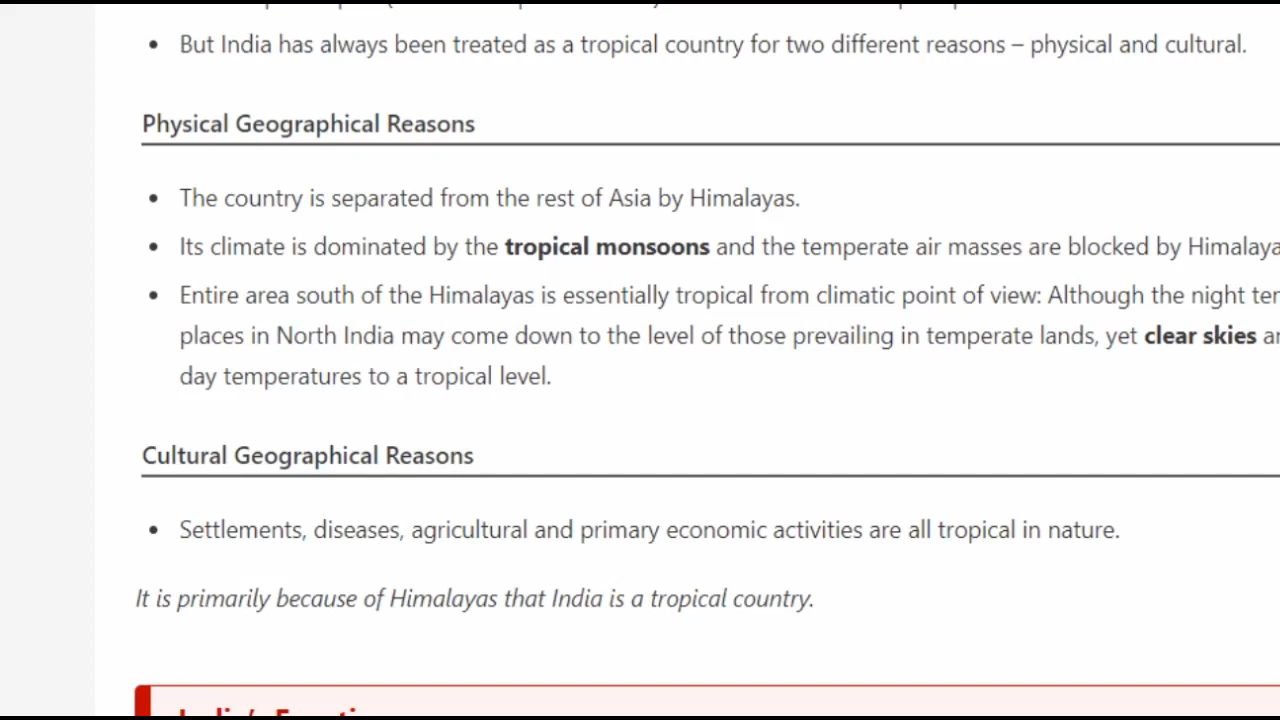 But India has always been treated as a tropical country for two different reasons – physical and cultural.
Physical Geographical Reasons
The country is separated from the rest of Asia by Himalayas.
Its climate is dominated by the tropical monsoons and the temperate air masses are blocked by Himalaya
Entire area south of the Himalayas is essentially tropical from climatic point of view: Although the night
places in North India may come down to the level of those prevailing in temperate lands, yet clear skies
day temperatures to a tropical level.
Cultural Geographical Reasons
Settlements, diseases, agricultural and primary economic activities are all tropical in nature.
It is primarily because of Himalayas that India is a tropical country.